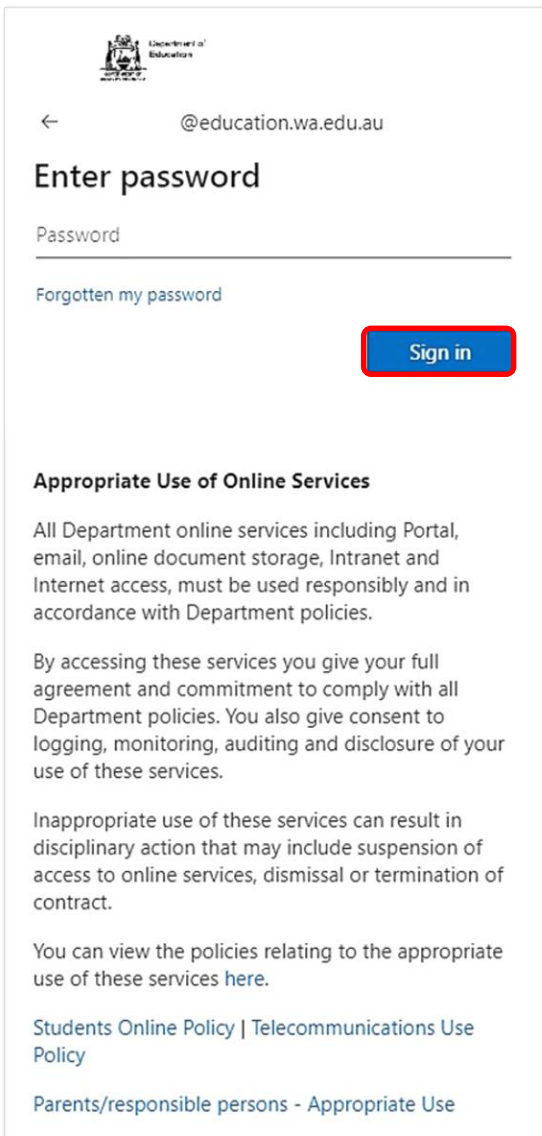 Department of
Education
@education.wa.edu.au
Enter password
Password
Forgotten my password
Sign in
Appropriate Use of Online Services
All Department online services including Portal,
email, online document storage, Intranet and
Internet access, must be used responsibly and in
accordance with Department policies.
By accessing these services you give your full
agreement and commitment to comply with all
Department policies. You also give consent to
logging, monitoring, auditing and disclosure of your
use of these services.
Inappropriate use of these services can result in
disciplinary action that may include suspension of
access to online services, dismissal or termination of
contract.
You can view the policies relating to the appropriate
use of these services here.
Students Online Policy | Telecommunications Use
Policy
Parents/responsible persons - Appropriate Use